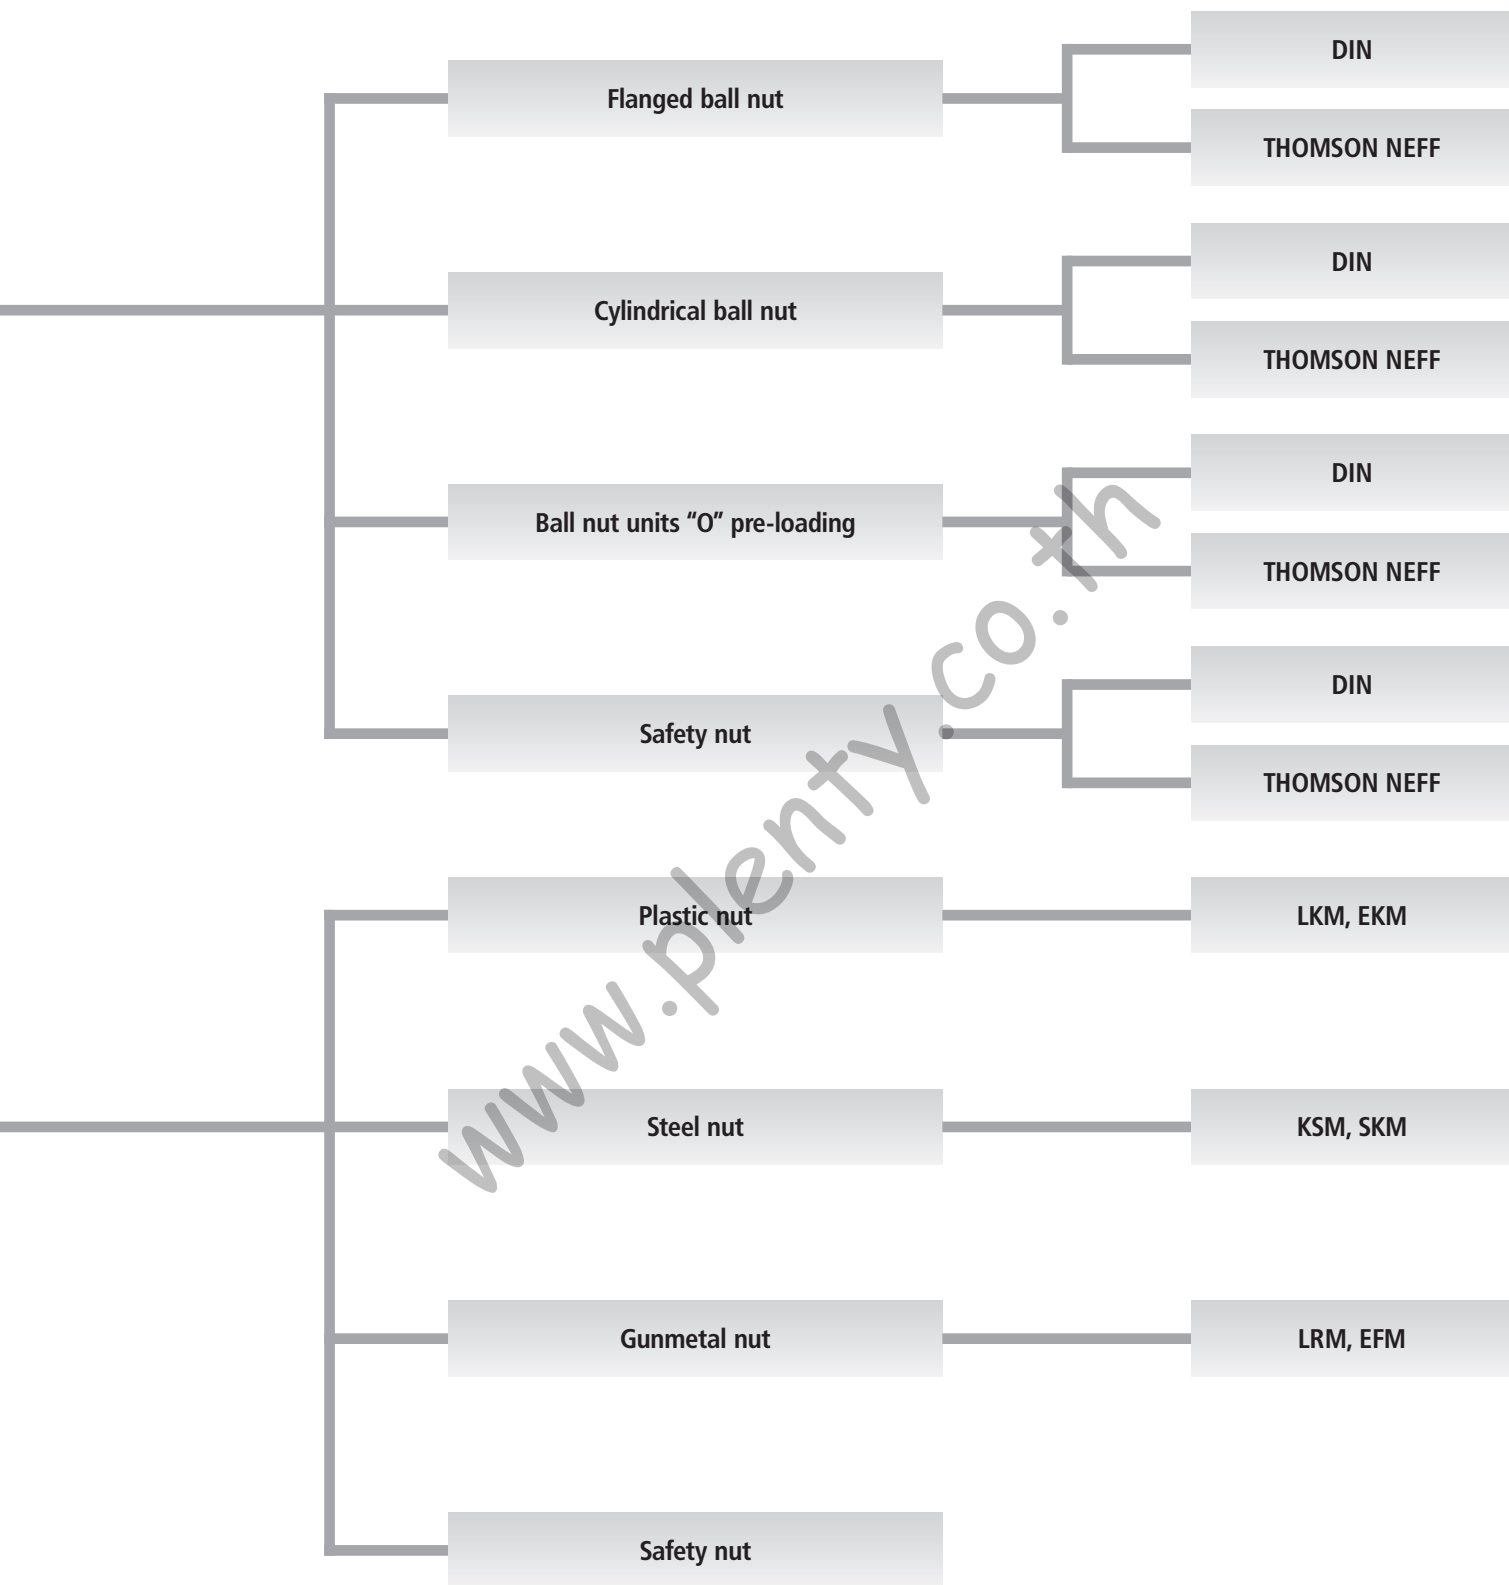 DIN
Flanged ball nut
THOMSON NEFF
DIN
Cylindrical ball nut
THOMSON NEFF
DIN
Ball nut units “O” pre-loading
THOMSON NEFF
DIN
Safety nut
THOMSON NEFF
Plastic nut
LKM, EKM
Steel nut
KSM, SKM
Gunmetal nut
LRM, EFM
Safety nut
www.plenty.co.th